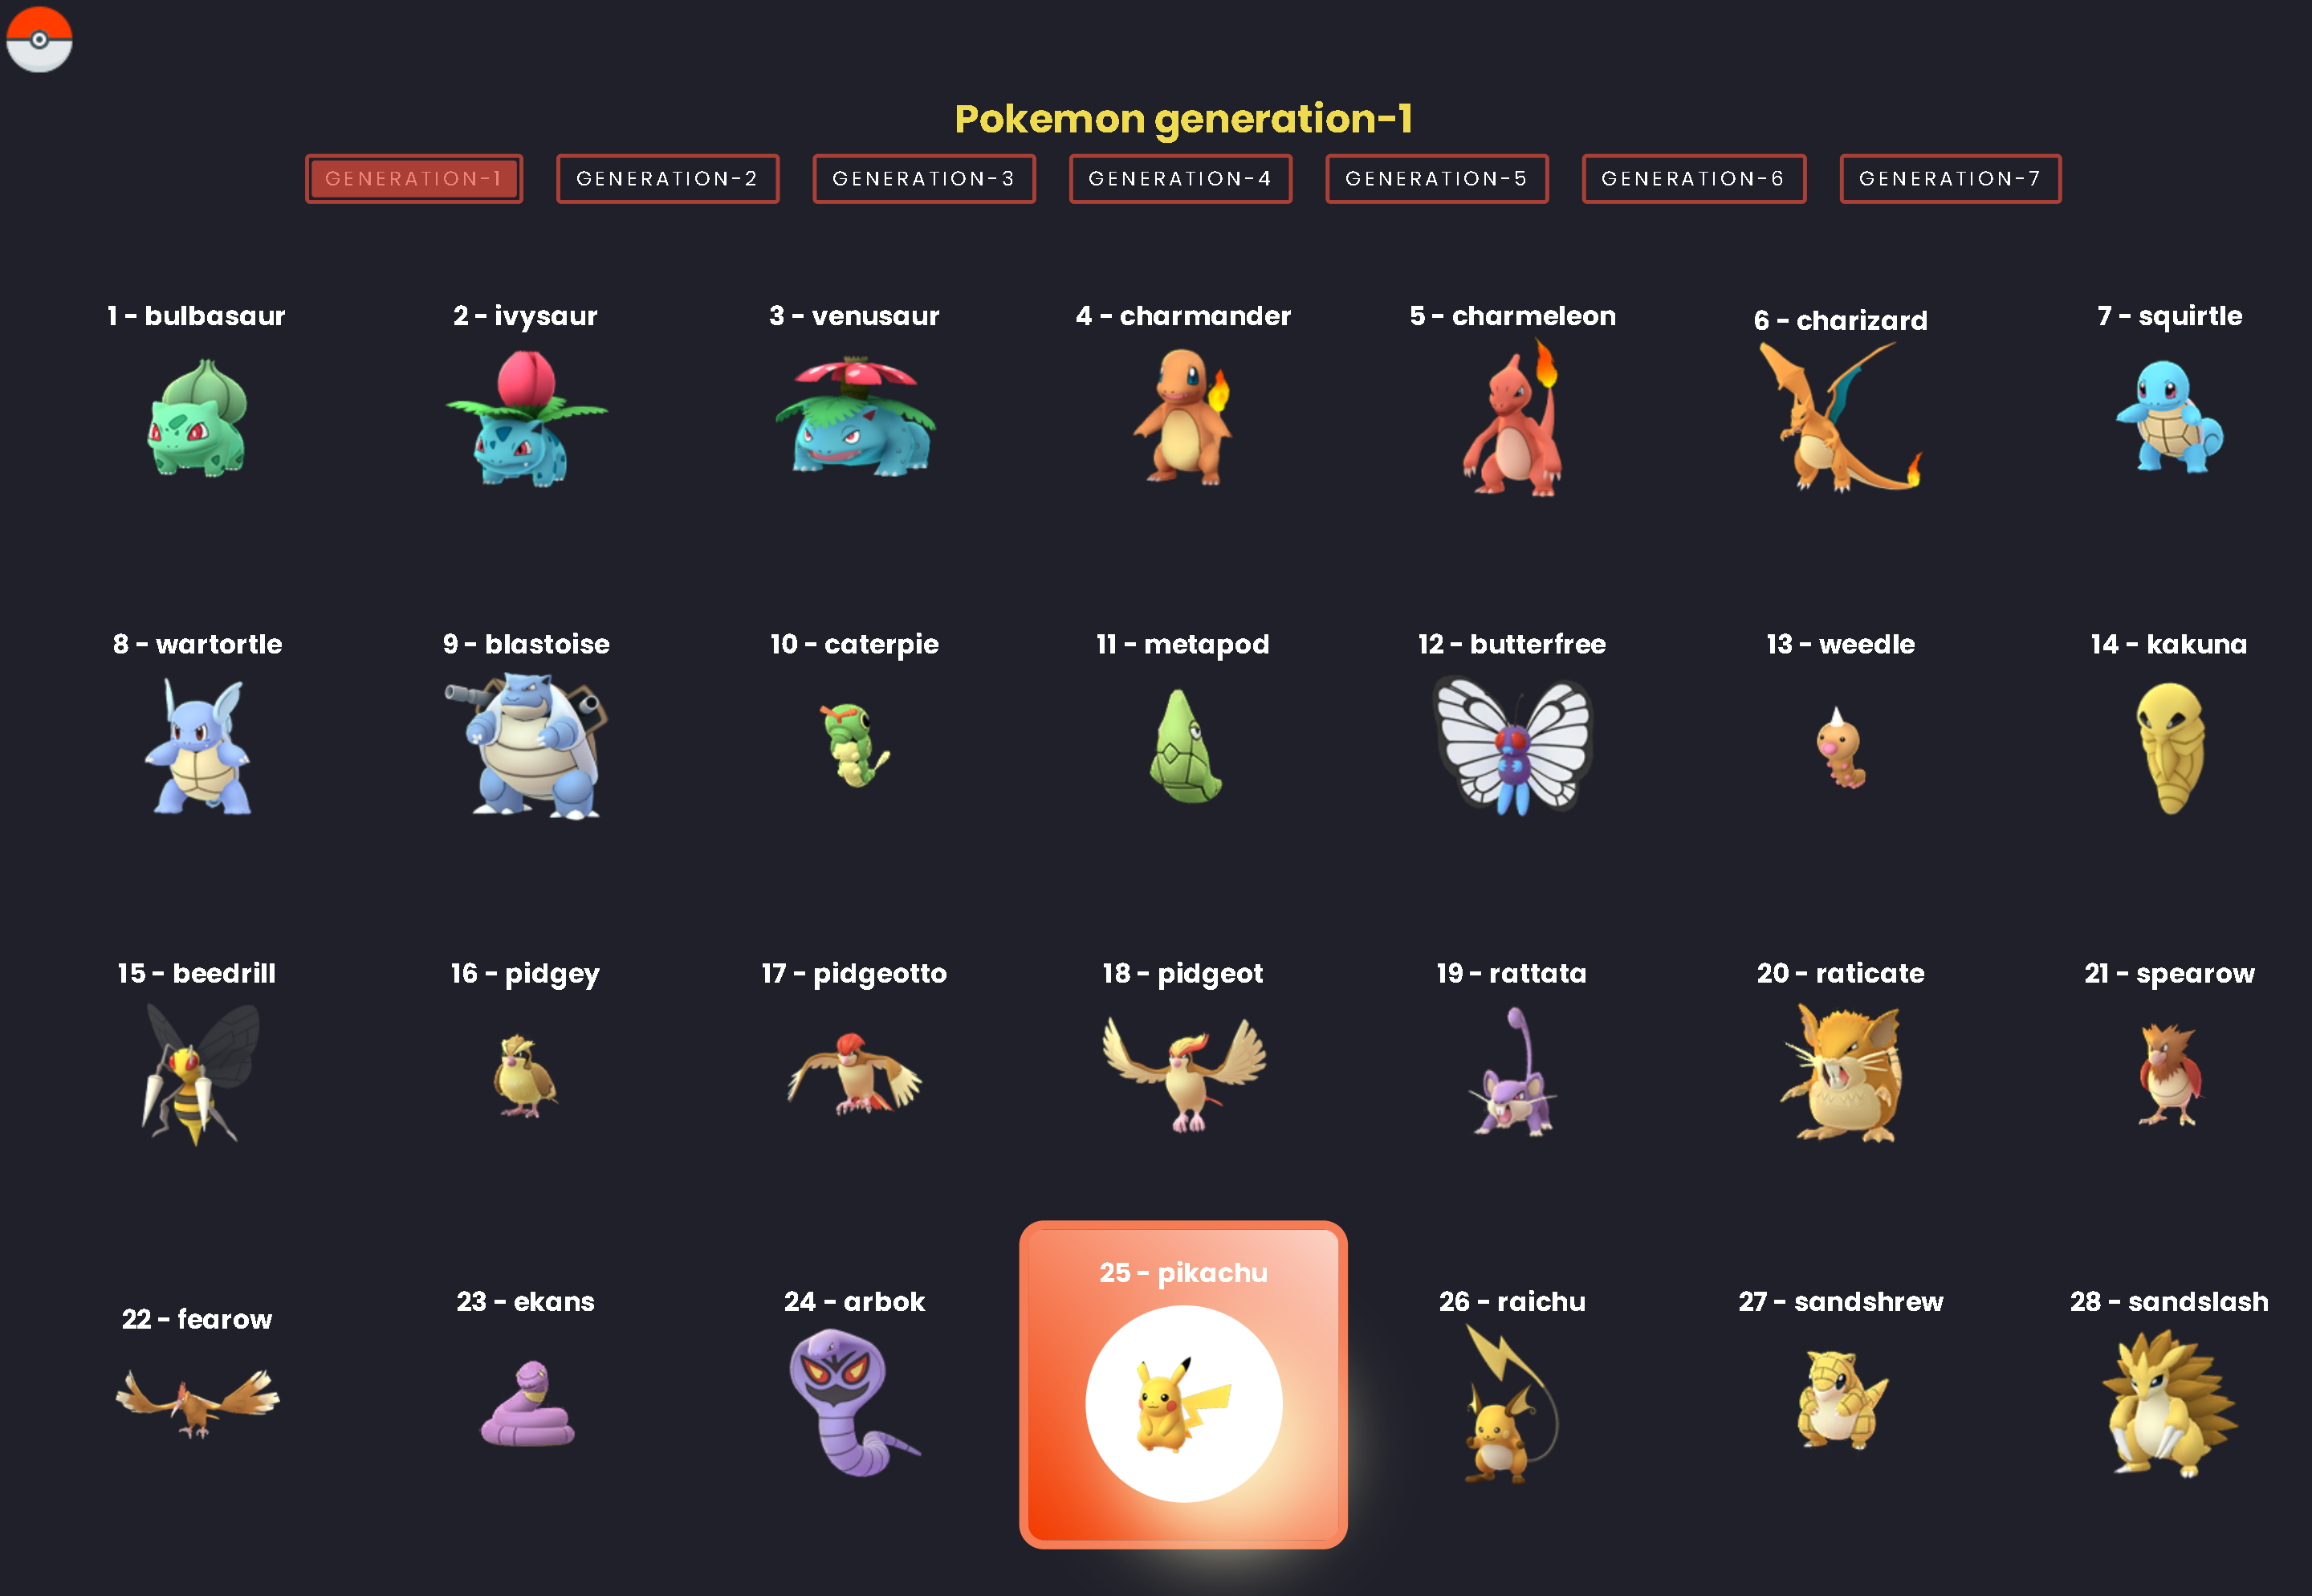 Pokemon generation-1
GENERATION-1 GENERATION-2 GENERATION-3 GENERATION-4 GENERATION-5 GENERATION-6 GENERATION-7
1 - bulbasaur 2 - ivysaur 3 - venusaur 4 - charmander 5 - charmeleon 6 - charizard 7 - squirtle
8 - wartortle 9 - blastoise 10 - caterpie 11 - metapod 12 - butterfree 13 - weedle 14 - kakuna
15 - beedrill 16 - pidgey 17 - pidgeotto 18 - pidgeot 19 - rattata 20 - raticate 21 - spearow
22 - fearow 23 - ekans 24 - arbok 25 - pikachu 26 - raichu 27 - sandshrew 28 - sandslash